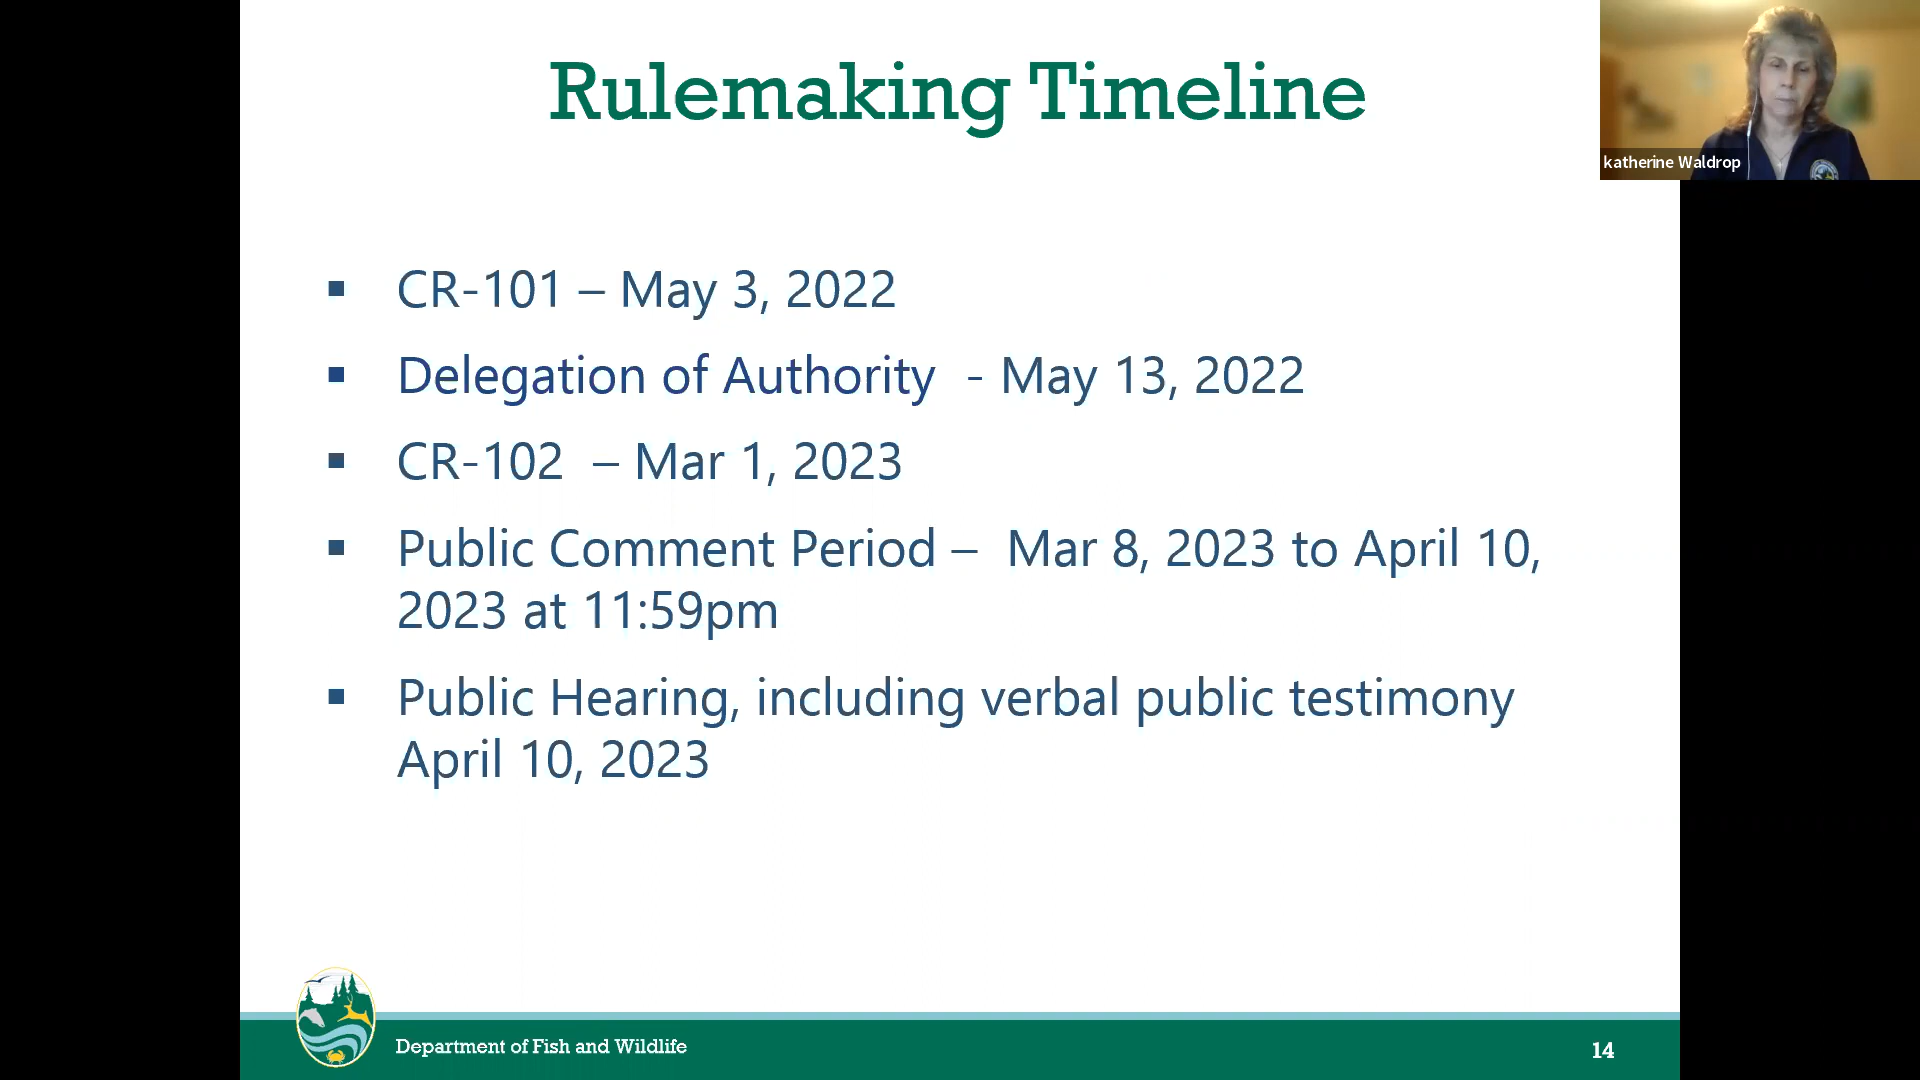 Rulemaking Timeline
katherine Waldrop
▪ CR-101 – May 3, 2022
▪ Delegation of Authority - May 13, 2022
▪ CR-102 – Mar 1, 2023
▪ Public Comment Period – Mar 8, 2023 to April 10,
2023 at 11:59pm
▪ Public Hearing, including verbal public testimony
April 10, 2023
Department of Fish and Wildlife
14